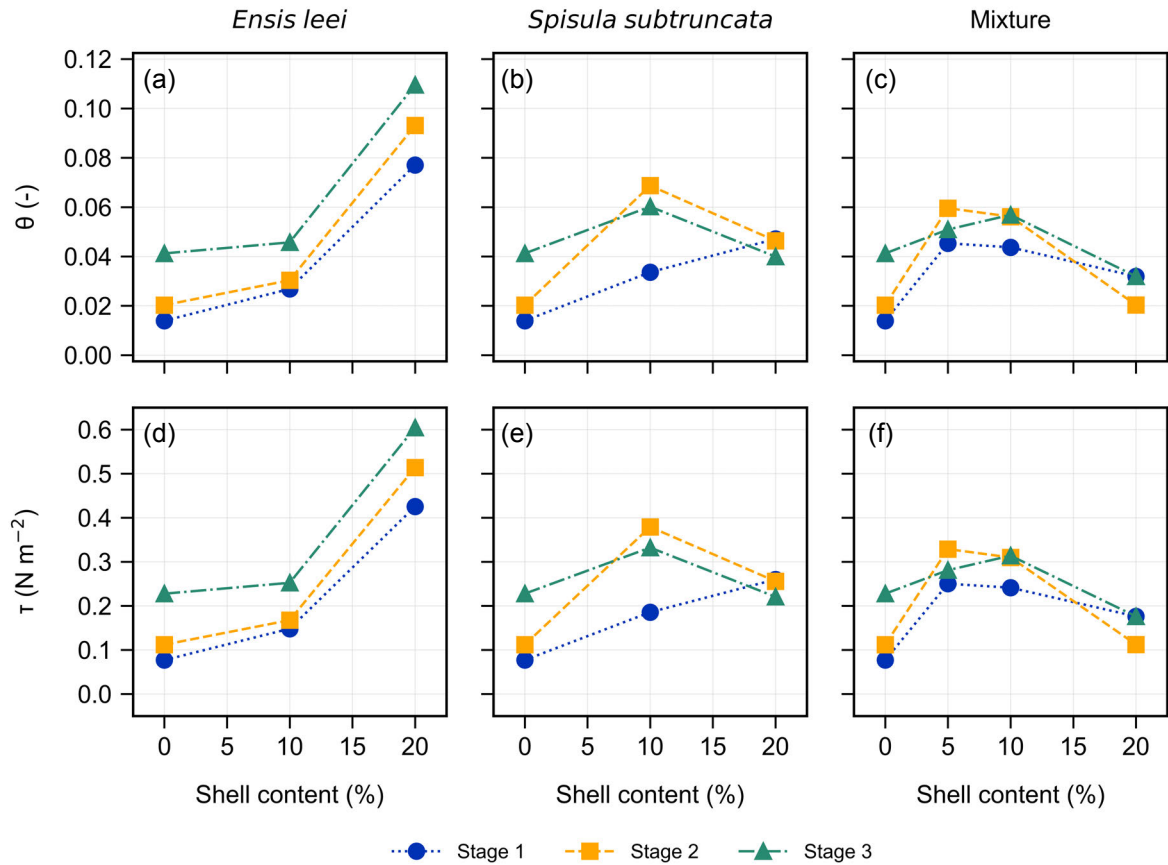 Ensis leei
Spisula subtruncata
Mixture
0.12
0.10
0.08
0.06
0.04
0.02
0.00
θ (-)
(a)
(b)
(c)
0.6
0.5
0.4
0.3
0.2
0.1
0.0
τ (N m⁻²)
(d)
(e)
(f)
0 5 10 15 20
0 5 10 15 20
0 5 10 15 20
Shell content (%)
Shell content (%)
Shell content (%)
Stage 1 Stage 2 Stage 3